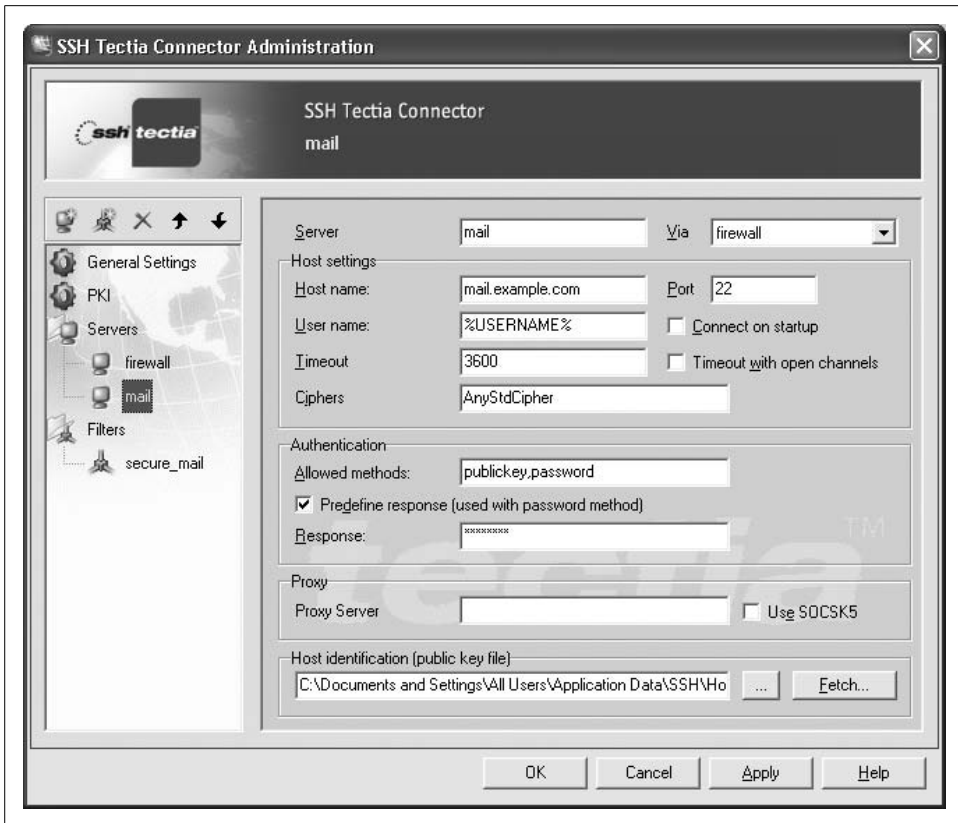 SSH Tectia Connector Administration
ssh tectia
SSH Tectia Connector
mail
General Settings
PKI
Servers
firewall
mail
Filters
secure_mail
Server mail Via firewall
Host settings
Host name: mail.example.com Port 22
User name: %USERNAME% Connect on startup
Timeout 3600 Timeout with open channels
Ciphers AnyStdCipher
Authentication
Allowed methods: publickey,password
Predefine response (used with password method)
Response: ********
tectia TM
Proxy
Proxy Server Use SOCSK5
Host identification (public key file)
C:\Documents and Settings\All Users\Application Data\SSH\Ho ... Fetch...
OK Cancel Apply Help